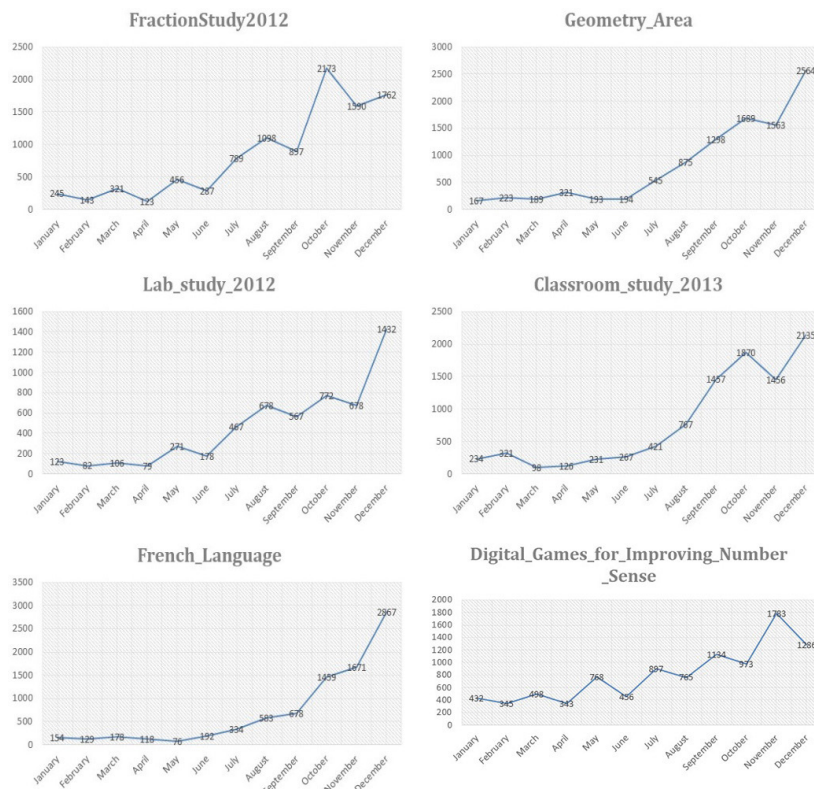 FractionStudy2012
2500
2000
1500
1000
500
0
245 143 321 123 456 287 789 1098 897 2173 1590 1762
January February March April May June July August September October November December
Geometry_Area
3000
2500
2000
1500
1000
500
0
167 223 189 321 193 194 545 875 1298 1689 1563 2564
January February March April May June July August September October November December
Lab_study_2012
1600
1400
1200
1000
800
600
400
200
0
123 82 106 79 271 178 467 678 567 772 678 1432
January February March April May June July August September October November December
Classroom_study_2013
2500
2000
1500
1000
500
0
234 321 98 126 231 267 421 767 1457 1870 1456 2135
January February March April May June July August September October November December
French_Language
3500
3000
2500
2000
1500
1000
500
0
154 129 178 118 76 192 334 583 678 1459 1671 2867
January February March April May June July August September October November December
Digital_Games_for_Improving_Number
_Sense
2000
1800
1600
1400
1200
1000
800
600
400
200
0
432 345 498 343 768 456 897 765 1134 973 1783 1286
January February March April May June July August September October November December